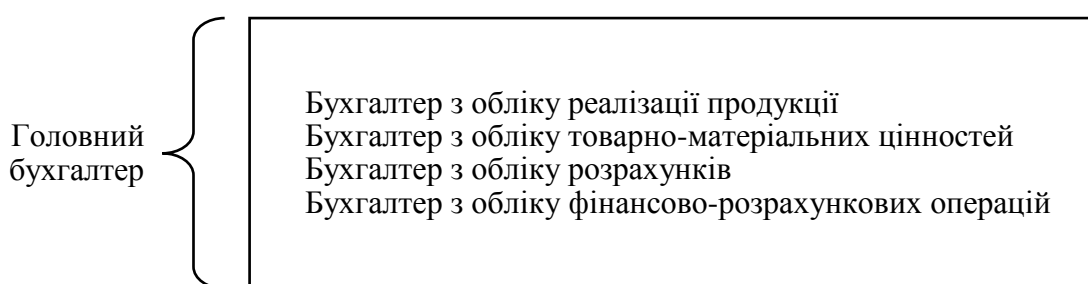 Головний
бухгалтер
Бухгалтер з обліку реалізації продукції
Бухгалтер з обліку товарно-матеріальних цінностей
Бухгалтер з обліку розрахунків
Бухгалтер з обліку фінансово-розрахункових операцій